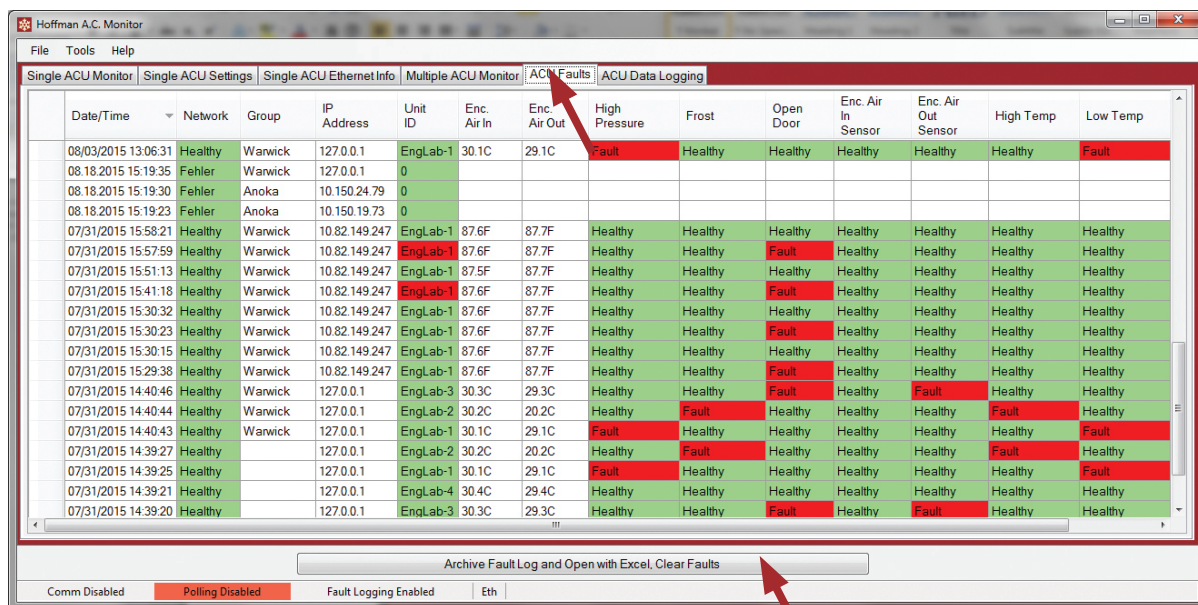 Hoffman A.C. Monitor
File Tools Help
Single ACU Monitor Single ACU Settings Single ACU Ethernet Info Multiple ACU Monitor ACU Faults ACU Data Logging
Date/Time Network Group IP Address Unit ID Enc. Air In Enc. Air Out High Pressure Frost Open Door Enc. Air In Sensor Enc. Air Out Sensor High Temp Low Temp
08/03/2015 13:06:31 Healthy Warwick 127.0.0.1 EngLab-1 30.1C 29.1C Fault Healthy Healthy Healthy Healthy Healthy Fault
08.18.2015 15:19:35 Fehler Warwick 127.0.0.1 0
08.18.2015 15:19:30 Fehler Anoka 10.150.24.79 0
08.18.2015 15:19:23 Fehler Anoka 10.150.19.73 0
07/31/2015 15:58:21 Healthy Warwick 10.82.149.247 EngLab-1 87.6F 87.7F Healthy Healthy Healthy Healthy Healthy Healthy Healthy
07/31/2015 15:57:59 Healthy Warwick 10.82.149.247 EngLab-1 87.6F 87.7F Healthy Healthy Fault Healthy Healthy Healthy Healthy
07/31/2015 15:51:13 Healthy Warwick 10.82.149.247 EngLab-1 87.5F 87.7F Healthy Healthy Healthy Healthy Healthy Healthy Healthy
07/31/2015 15:41:18 Healthy Warwick 10.82.149.247 EngLab-1 87.6F 87.7F Healthy Healthy Fault Healthy Healthy Healthy Healthy
07/31/2015 15:30:32 Healthy Warwick 10.82.149.247 EngLab-1 87.6F 87.7F Healthy Healthy Healthy Healthy Healthy Healthy Healthy
07/31/2015 15:30:23 Healthy Warwick 10.82.149.247 EngLab-1 87.6F 87.7F Healthy Healthy Fault Healthy Healthy Healthy Healthy
07/31/2015 15:30:15 Healthy Warwick 10.82.149.247 EngLab-1 87.6F 87.7F Healthy Healthy Healthy Healthy Healthy Healthy Healthy
07/31/2015 15:29:38 Healthy Warwick 10.82.149.247 EngLab-1 87.6F 87.7F Healthy Healthy Fault Healthy Healthy Healthy Healthy
07/31/2015 14:40:46 Healthy Warwick 127.0.0.1 EngLab-3 30.3C 29.3C Healthy Healthy Fault Healthy Fault Healthy Healthy
07/31/2015 14:40:44 Healthy Warwick 127.0.0.1 EngLab-2 30.2C 20.2C Healthy Fault Healthy Healthy Healthy Fault Healthy
07/31/2015 14:40:43 Healthy Warwick 127.0.0.1 EngLab-1 30.1C 29.1C Fault Healthy Healthy Healthy Healthy Healthy Fault
07/31/2015 14:39:27 Healthy 127.0.0.1 EngLab-2 30.2C 20.2C Healthy Fault Healthy Healthy Healthy Fault Healthy
07/31/2015 14:39:25 Healthy 127.0.0.1 EngLab-1 30.1C 29.1C Fault Healthy Healthy Healthy Healthy Healthy Fault
07/31/2015 14:39:21 Healthy 127.0.0.1 EngLab-4 30.4C 29.4C Healthy Healthy Healthy Healthy Healthy Healthy Healthy
07/31/2015 14:39:20 Healthy 127.0.0.1 EngLab-3 30.3C 29.3C Healthy Healthy Fault Healthy Fault Healthy Healthy
Archive Fault Log and Open with Excel, Clear Faults
Comm Disabled Polling Disabled Fault Logging Enabled Eth